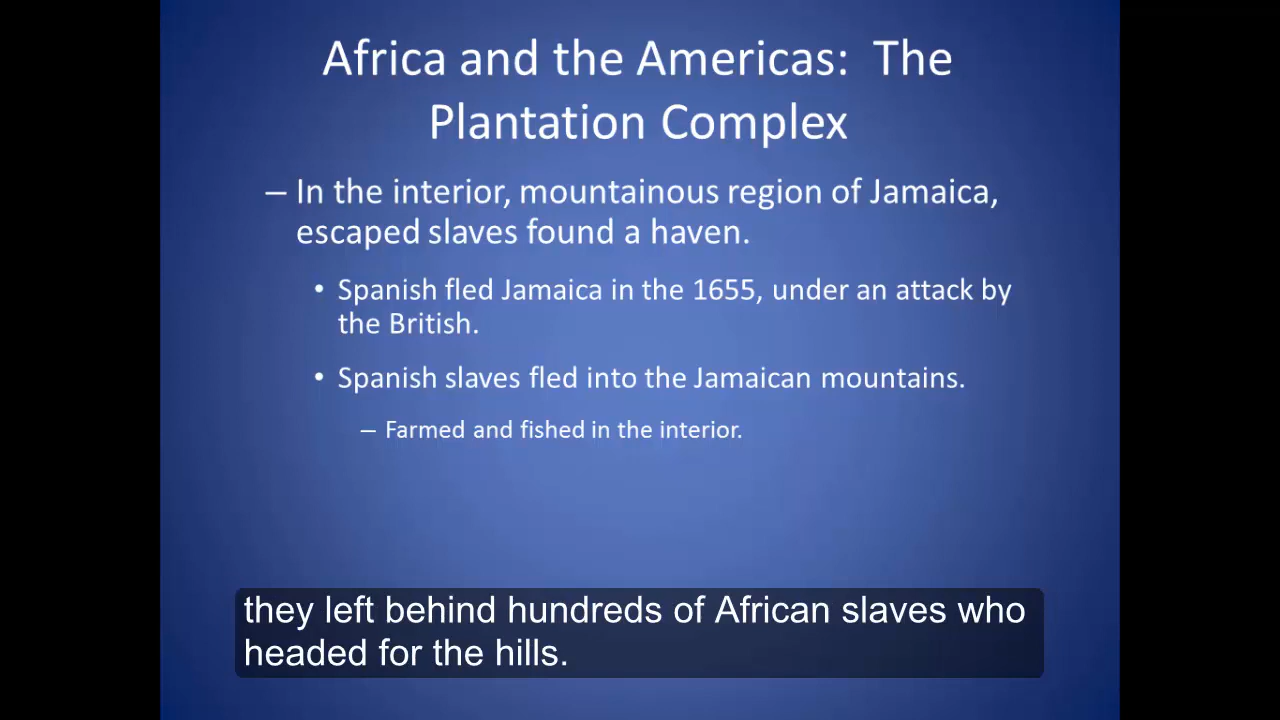 Africa and the Americas: The
Plantation Complex
– In the interior, mountainous region of Jamaica,
escaped slaves found a haven.
• Spanish fled Jamaica in the 1655, under an attack by
the British.
• Spanish slaves fled into the Jamaican mountains.
– Farmed and fished in the interior.
they left behind hundreds of African slaves who
headed for the hills.